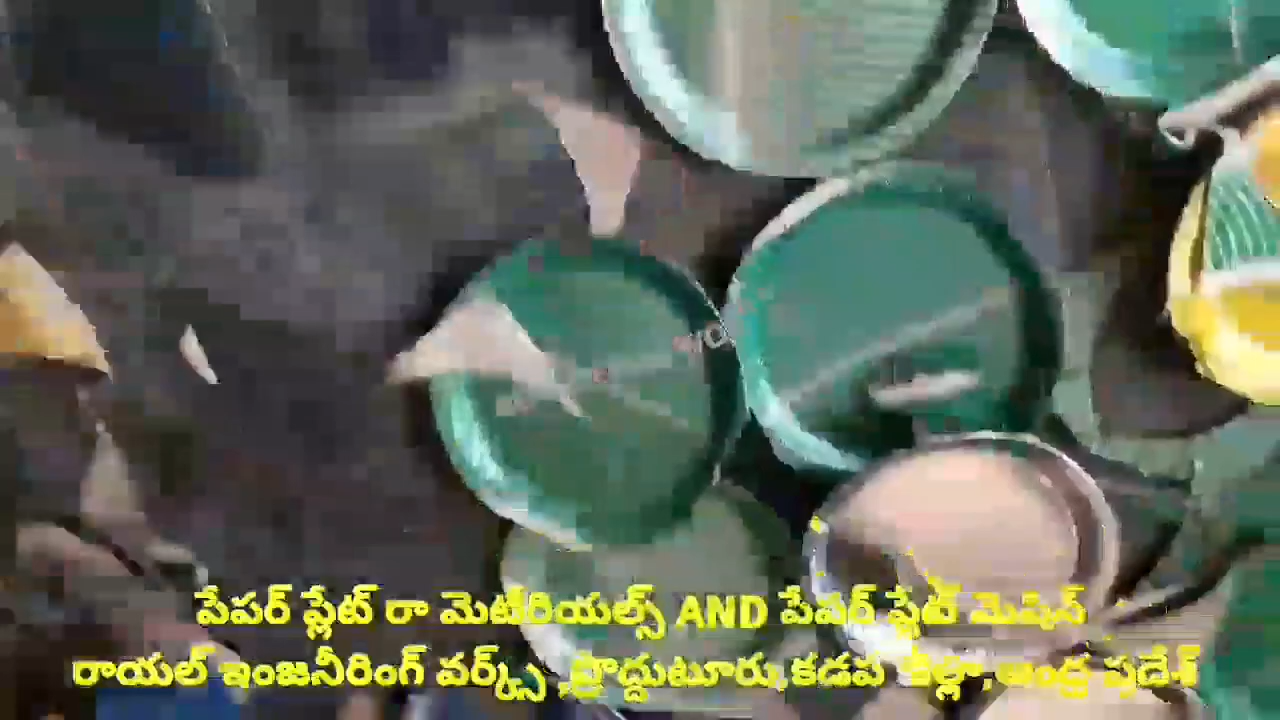 పేపర్ ప్లేట్ రా మెటీరియల్స్ AND పేపర్ ప్లేట్ మెషిన్
రాయల్ ఇంజనీరింగ్ వర్క్స్ ,ప్రొద్దుటూరు,కడప జిల్లా,ఆంధ్ర ప్రదేశ్